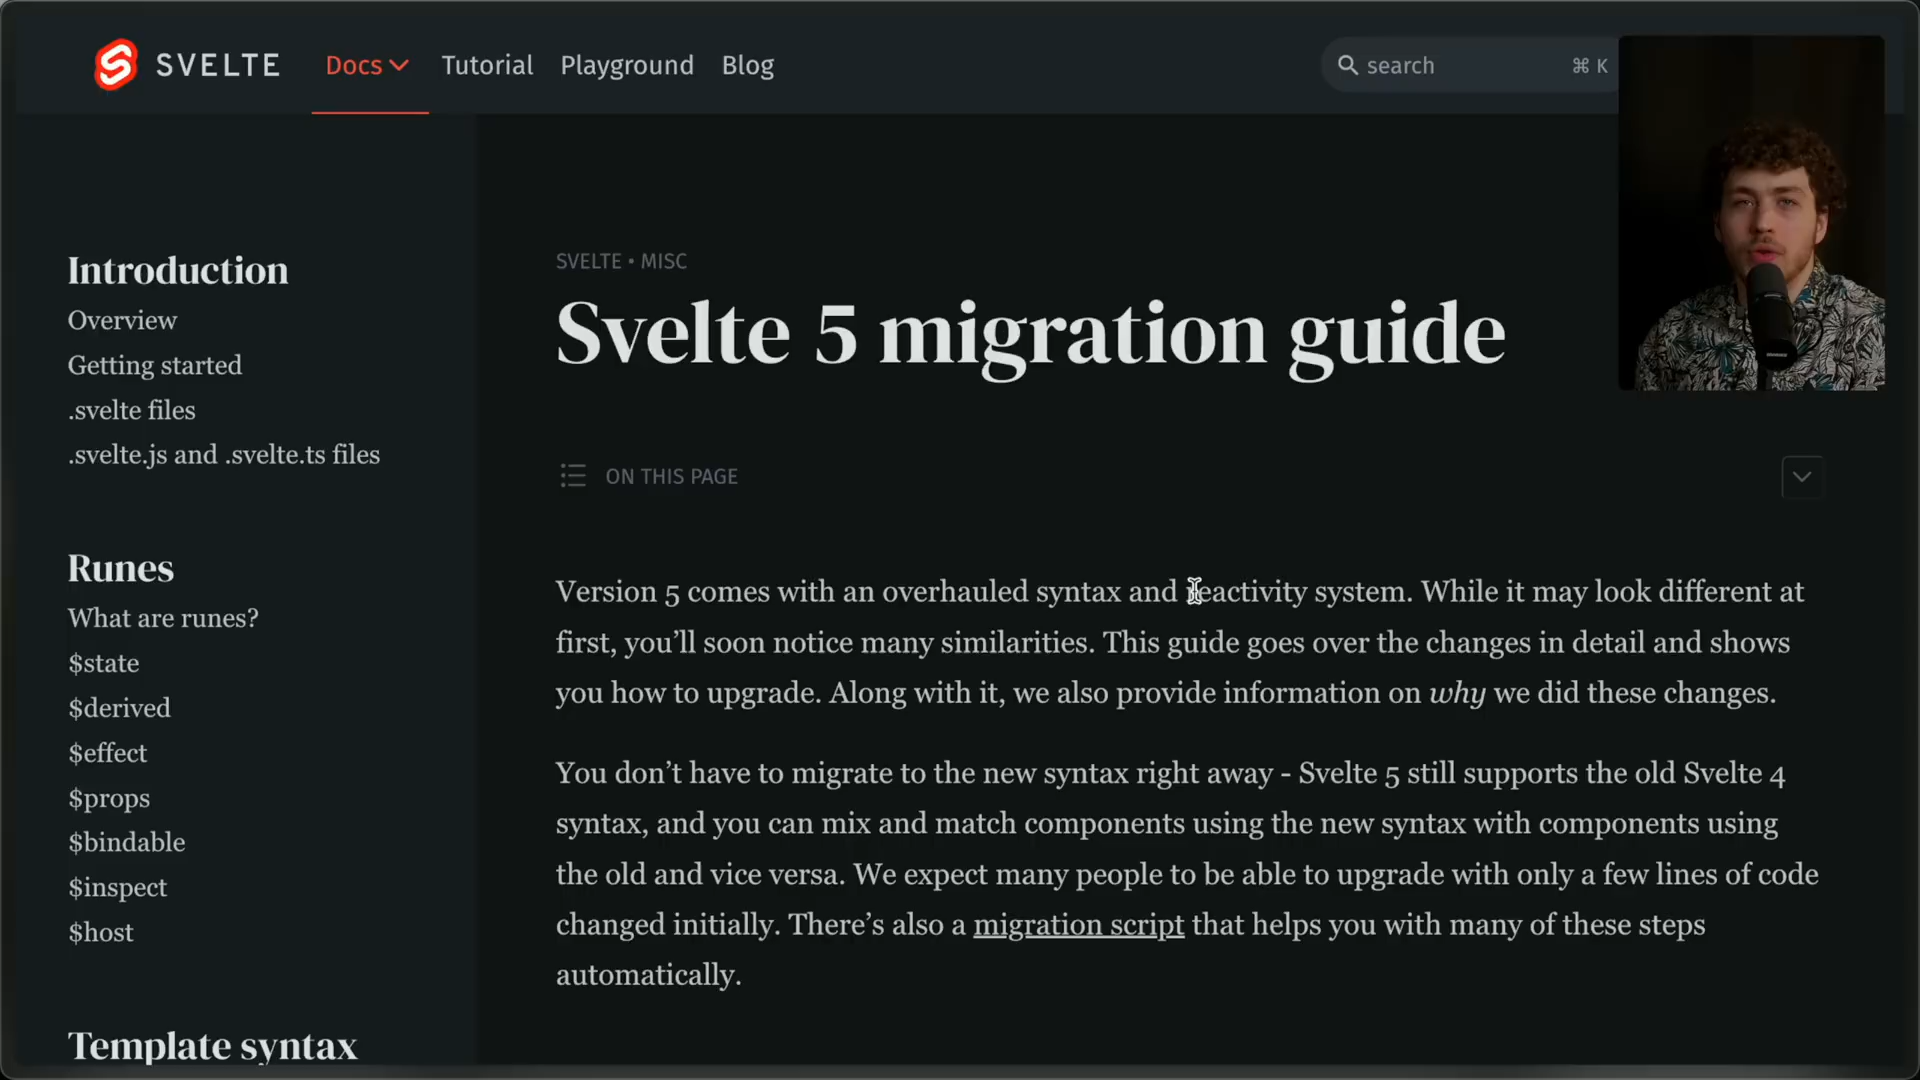 SVELTE
Docs
Tutorial
Playground
Blog
search
⌘ K
Introduction
Overview
Getting started
.svelte files
.svelte.js and .svelte.ts files
Runes
What are runes?
$state
$derived
$effect
$props
$bindable
$inspect
$host
Template syntax
SVELTE • MISC
Svelte 5 migration guide
ON THIS PAGE
Version 5 comes with an overhauled syntax and reactivity system. While it may look different at
first, you’ll soon notice many similarities. This guide goes over the changes in detail and shows
you how to upgrade. Along with it, we also provide information on why we did these changes.
You don’t have to migrate to the new syntax right away - Svelte 5 still supports the old Svelte 4
syntax, and you can mix and match components using the new syntax with components using
the old and vice versa. We expect many people to be able to upgrade with only a few lines of code
changed initially. There’s also a migration script that helps you with many of these steps
automatically.